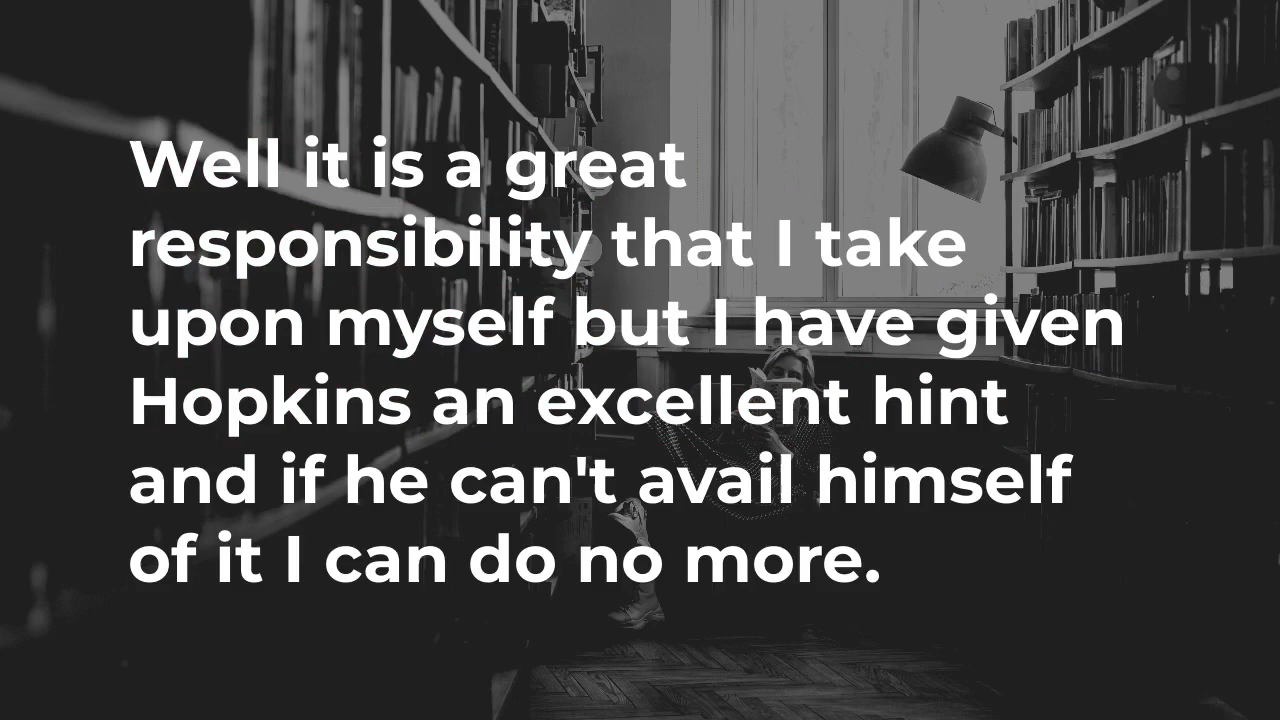 Well it is a great
responsibility that I take
upon myself but I have given
Hopkins an excellent hint
and if he can't avail himself
of it I can do no more.